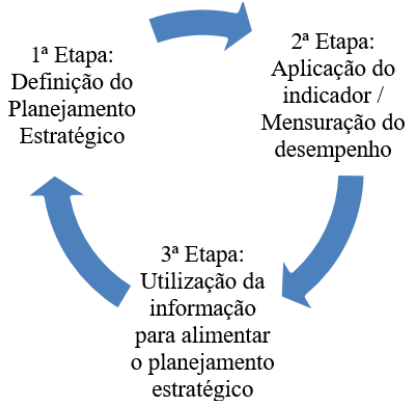 1ª Etapa:
Definição do
Planejamento
Estratégico
2ª Etapa:
Aplicação do
indicador /
Mensuração do
desempenho
3ª Etapa:
Utilização da
informação
para alimentar
o planejamento
estratégico